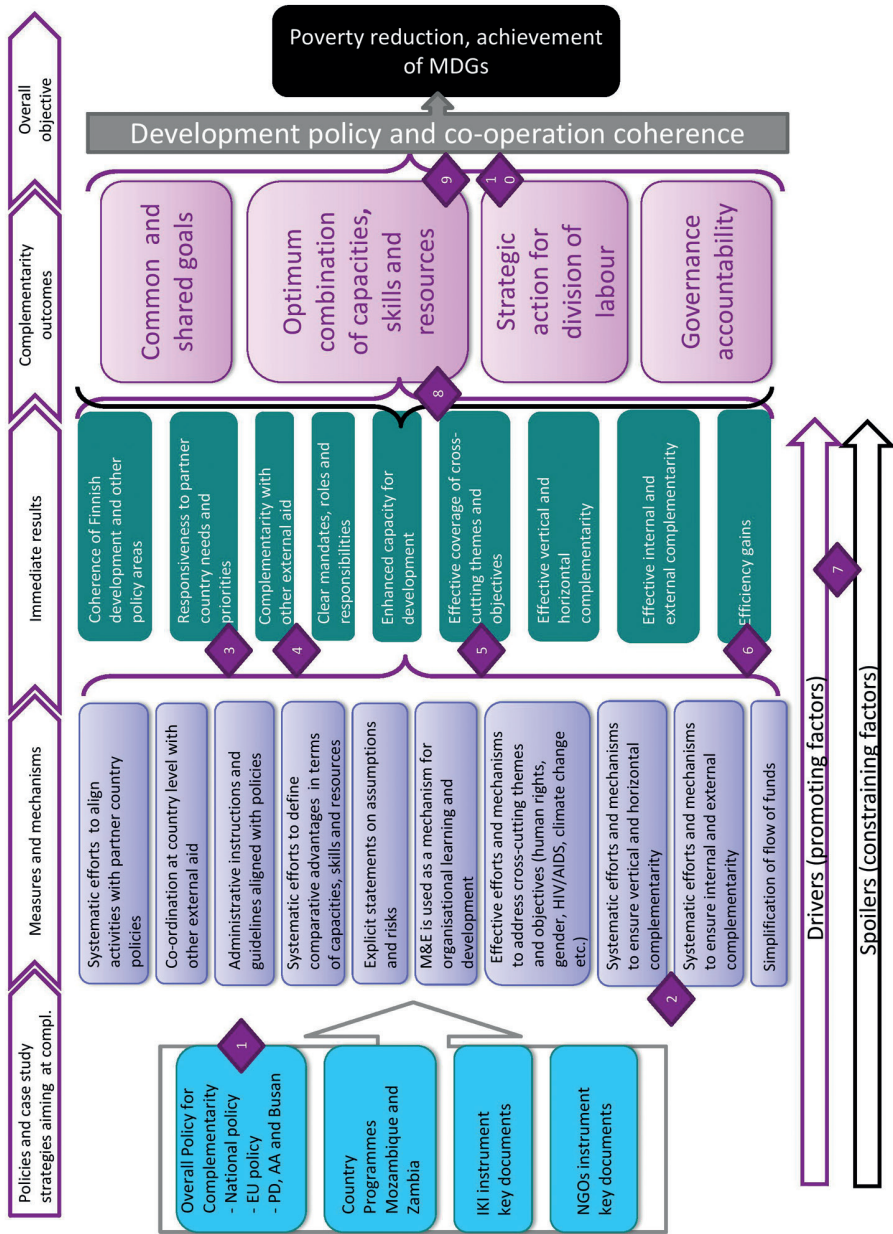 Policies and case study
strategies aiming at compl.
Measures and mechanisms
Immediate results
Complementarity
outcomes
Overall
objective
Overall Policy for
Complementarity
- National policy
- EU policy
- PD, AA and Busan
1
Country
Programmes
Mozambique and
Zambia
IKI instrument
key documents
NGOs instrument
key documents
Systematic efforts to align
activities with partner country
policies
Co-ordination at country level with
other external aid
Administrative instructions and
guidelines aligned with policies
Systematic efforts to define
comparative advantages in terms
of capacities, skills and resources
Explicit statements on assumptions
and risks
M&E is used as a mechanism for
organisational learning and
development
Effective efforts and mechanisms
to address cross-cutting themes
and objectives (human rights,
gender, HIV/AIDS, climate change
etc.)
Systematic efforts and mechanisms
to ensure vertical and horizontal
complementarity
2
Systematic efforts and mechanisms
to ensure internal and external
complementarity
Simplification of flow of funds
3
4
5
6
Coherence of Finnish
development and other
policy areas
Responsiveness to partner
country needs and
priorities
Complementarity with
other external aid
Clear mandates, roles and
responsibilities
Enhanced capacity for
development
Effective coverage of cross-
cutting themes and
objectives
Effective vertical and
horizontal
complementarity
Effective internal and
external complementarity
Efficiency gains
8
Common and
shared goals
Optimum
combination
of capacities,
skills and
resources
9
Strategic
action for
division of
labour
1
0
Governance
accountability
Development policy and co-operation coherence
Poverty reduction, achievement
of MDGs
Drivers (promoting factors)
7
Spoilers (constraining factors)